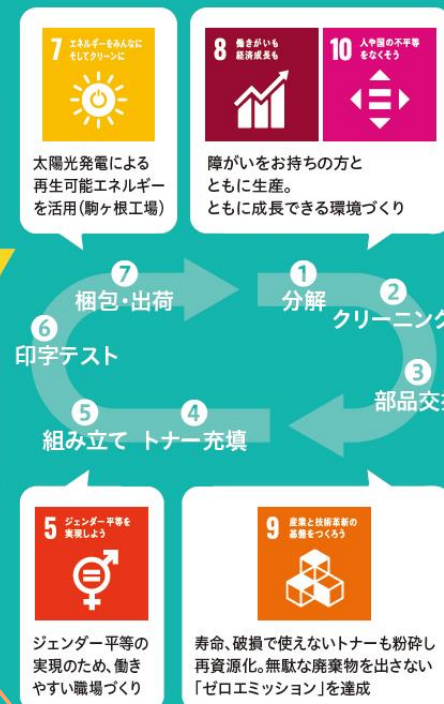 7 エネルギーをみんなに
そしてクリーンに
太陽光発電による
再生可能エネルギー
を活用(駒ヶ根工場)
8 働きがいも
経済成長も
10 人や国の不平等
をなくそう
障がいをお持ちの方と
ともに生産。
ともに成長できる環境づくり
1
分解
2
クリーニング
3
部品交
4
トナー充填
5
組み立て
6
印字テスト
7
梱包・出荷
5 ジェンダー平等を
実現しよう
ジェンダー平等の
実現のため、働き
やすい職場づくり
9 産業と技術革新の
基盤をつくろう
寿命、破損で使えないトナーも粉砕し
再資源化。無駄な廃棄物を出さない
「ゼロエミッション」を達成